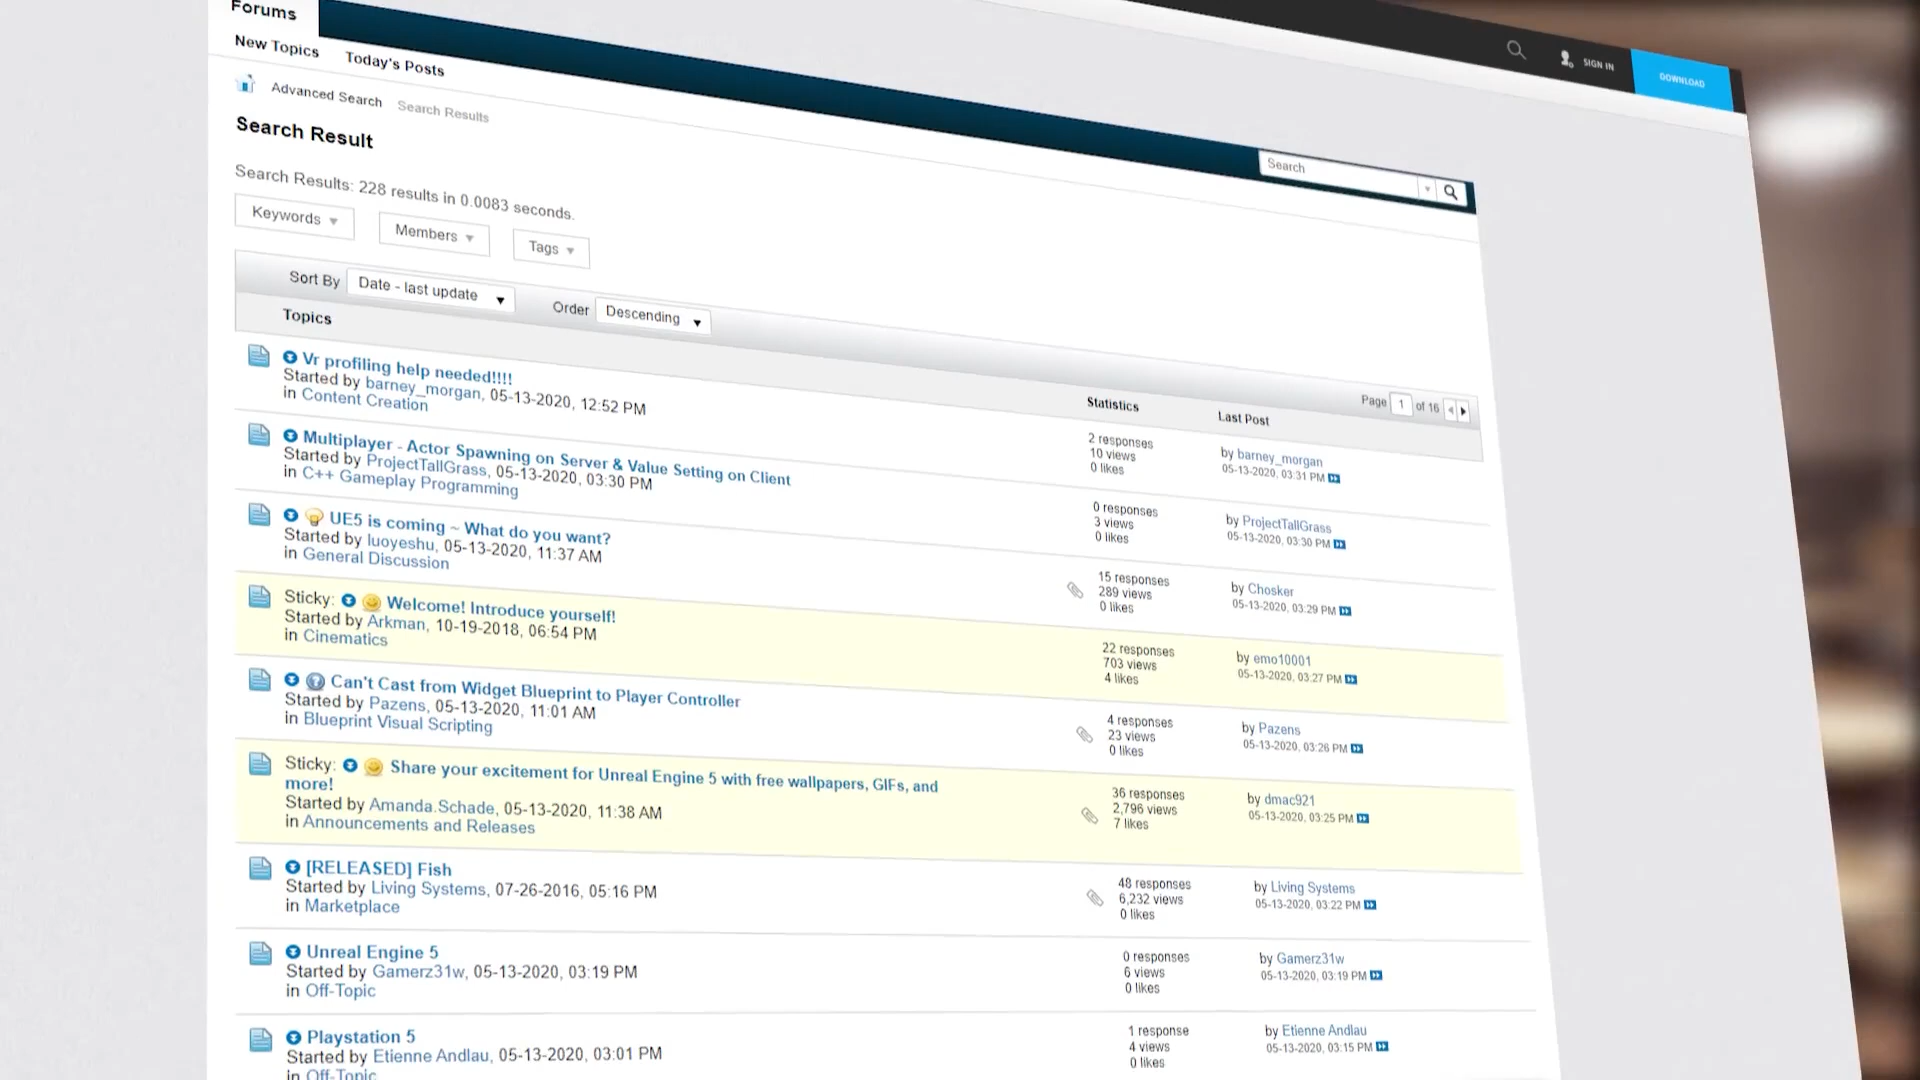 Forums
SIGN IN
DOWNLOAD
New Topics Today's Posts
Advanced Search Search Results
Search
Search Result
Search Results: 228 results in 0.0083 seconds.
Keywords Members Tags
Sort By Date - last update Order Descending
Page 1 of 16
Topics Statistics Last Post
Vr profiling help needed!!!!
Started by barney_morgan, 05-13-2020, 12:52 PM
in Content Creation
2 responses
10 views
0 likes
by barney_morgan
05-13-2020, 03:31 PM
Multiplayer - Actor Spawning on Server & Value Setting on Client
Started by ProjectTallGrass, 05-13-2020, 03:30 PM
in C++ Gameplay Programming
0 responses
3 views
0 likes
by ProjectTallGrass
05-13-2020, 03:30 PM
UE5 is coming ~ What do you want?
Started by luoyeshu, 05-13-2020, 11:37 AM
in General Discussion
15 responses
289 views
0 likes
by Chosker
05-13-2020, 03:29 PM
Sticky: Welcome! Introduce yourself!
Started by Arkman, 10-19-2018, 06:54 PM
in Cinematics
22 responses
703 views
4 likes
by emo10001
05-13-2020, 03:27 PM
Can't Cast from Widget Blueprint to Player Controller
Started by Pazens, 05-13-2020, 11:01 AM
in Blueprint Visual Scripting
4 responses
23 views
0 likes
by Pazens
05-13-2020, 03:26 PM
Sticky: Share your excitement for Unreal Engine 5 with free wallpapers, GIFs, and
more!
Started by Amanda.Schade, 05-13-2020, 11:38 AM
in Announcements and Releases
36 responses
2,796 views
7 likes
by dmac921
05-13-2020, 03:25 PM
[RELEASED] Fish
Started by Living Systems, 07-26-2016, 05:16 PM
in Marketplace
48 responses
6,232 views
0 likes
by Living Systems
05-13-2020, 03:22 PM
Unreal Engine 5
Started by Gamerz31w, 05-13-2020, 03:19 PM
in Off-Topic
0 responses
6 views
0 likes
by Gamerz31w
05-13-2020, 03:19 PM
Playstation 5
Started by Etienne Andlau, 05-13-2020, 03:01 PM
in Off-Topic
1 response
4 views
0 likes
by Etienne Andlau
05-13-2020, 03:15 PM